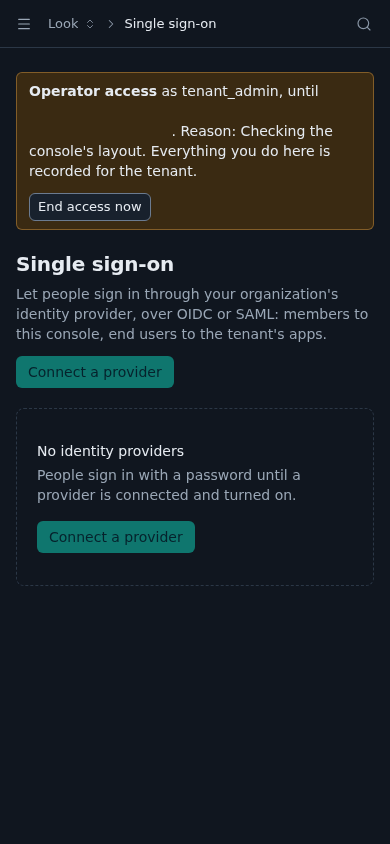 Look Single sign-on
Operator access as tenant_admin, until
. Reason: Checking the
console's layout. Everything you do here is
recorded for the tenant.
End access now
Single sign-on
Let people sign in through your organization's
identity provider, over OIDC or SAML: members to
this console, end users to the tenant's apps.
Connect a provider
No identity providers
People sign in with a password until a
provider is connected and turned on.
Connect a provider